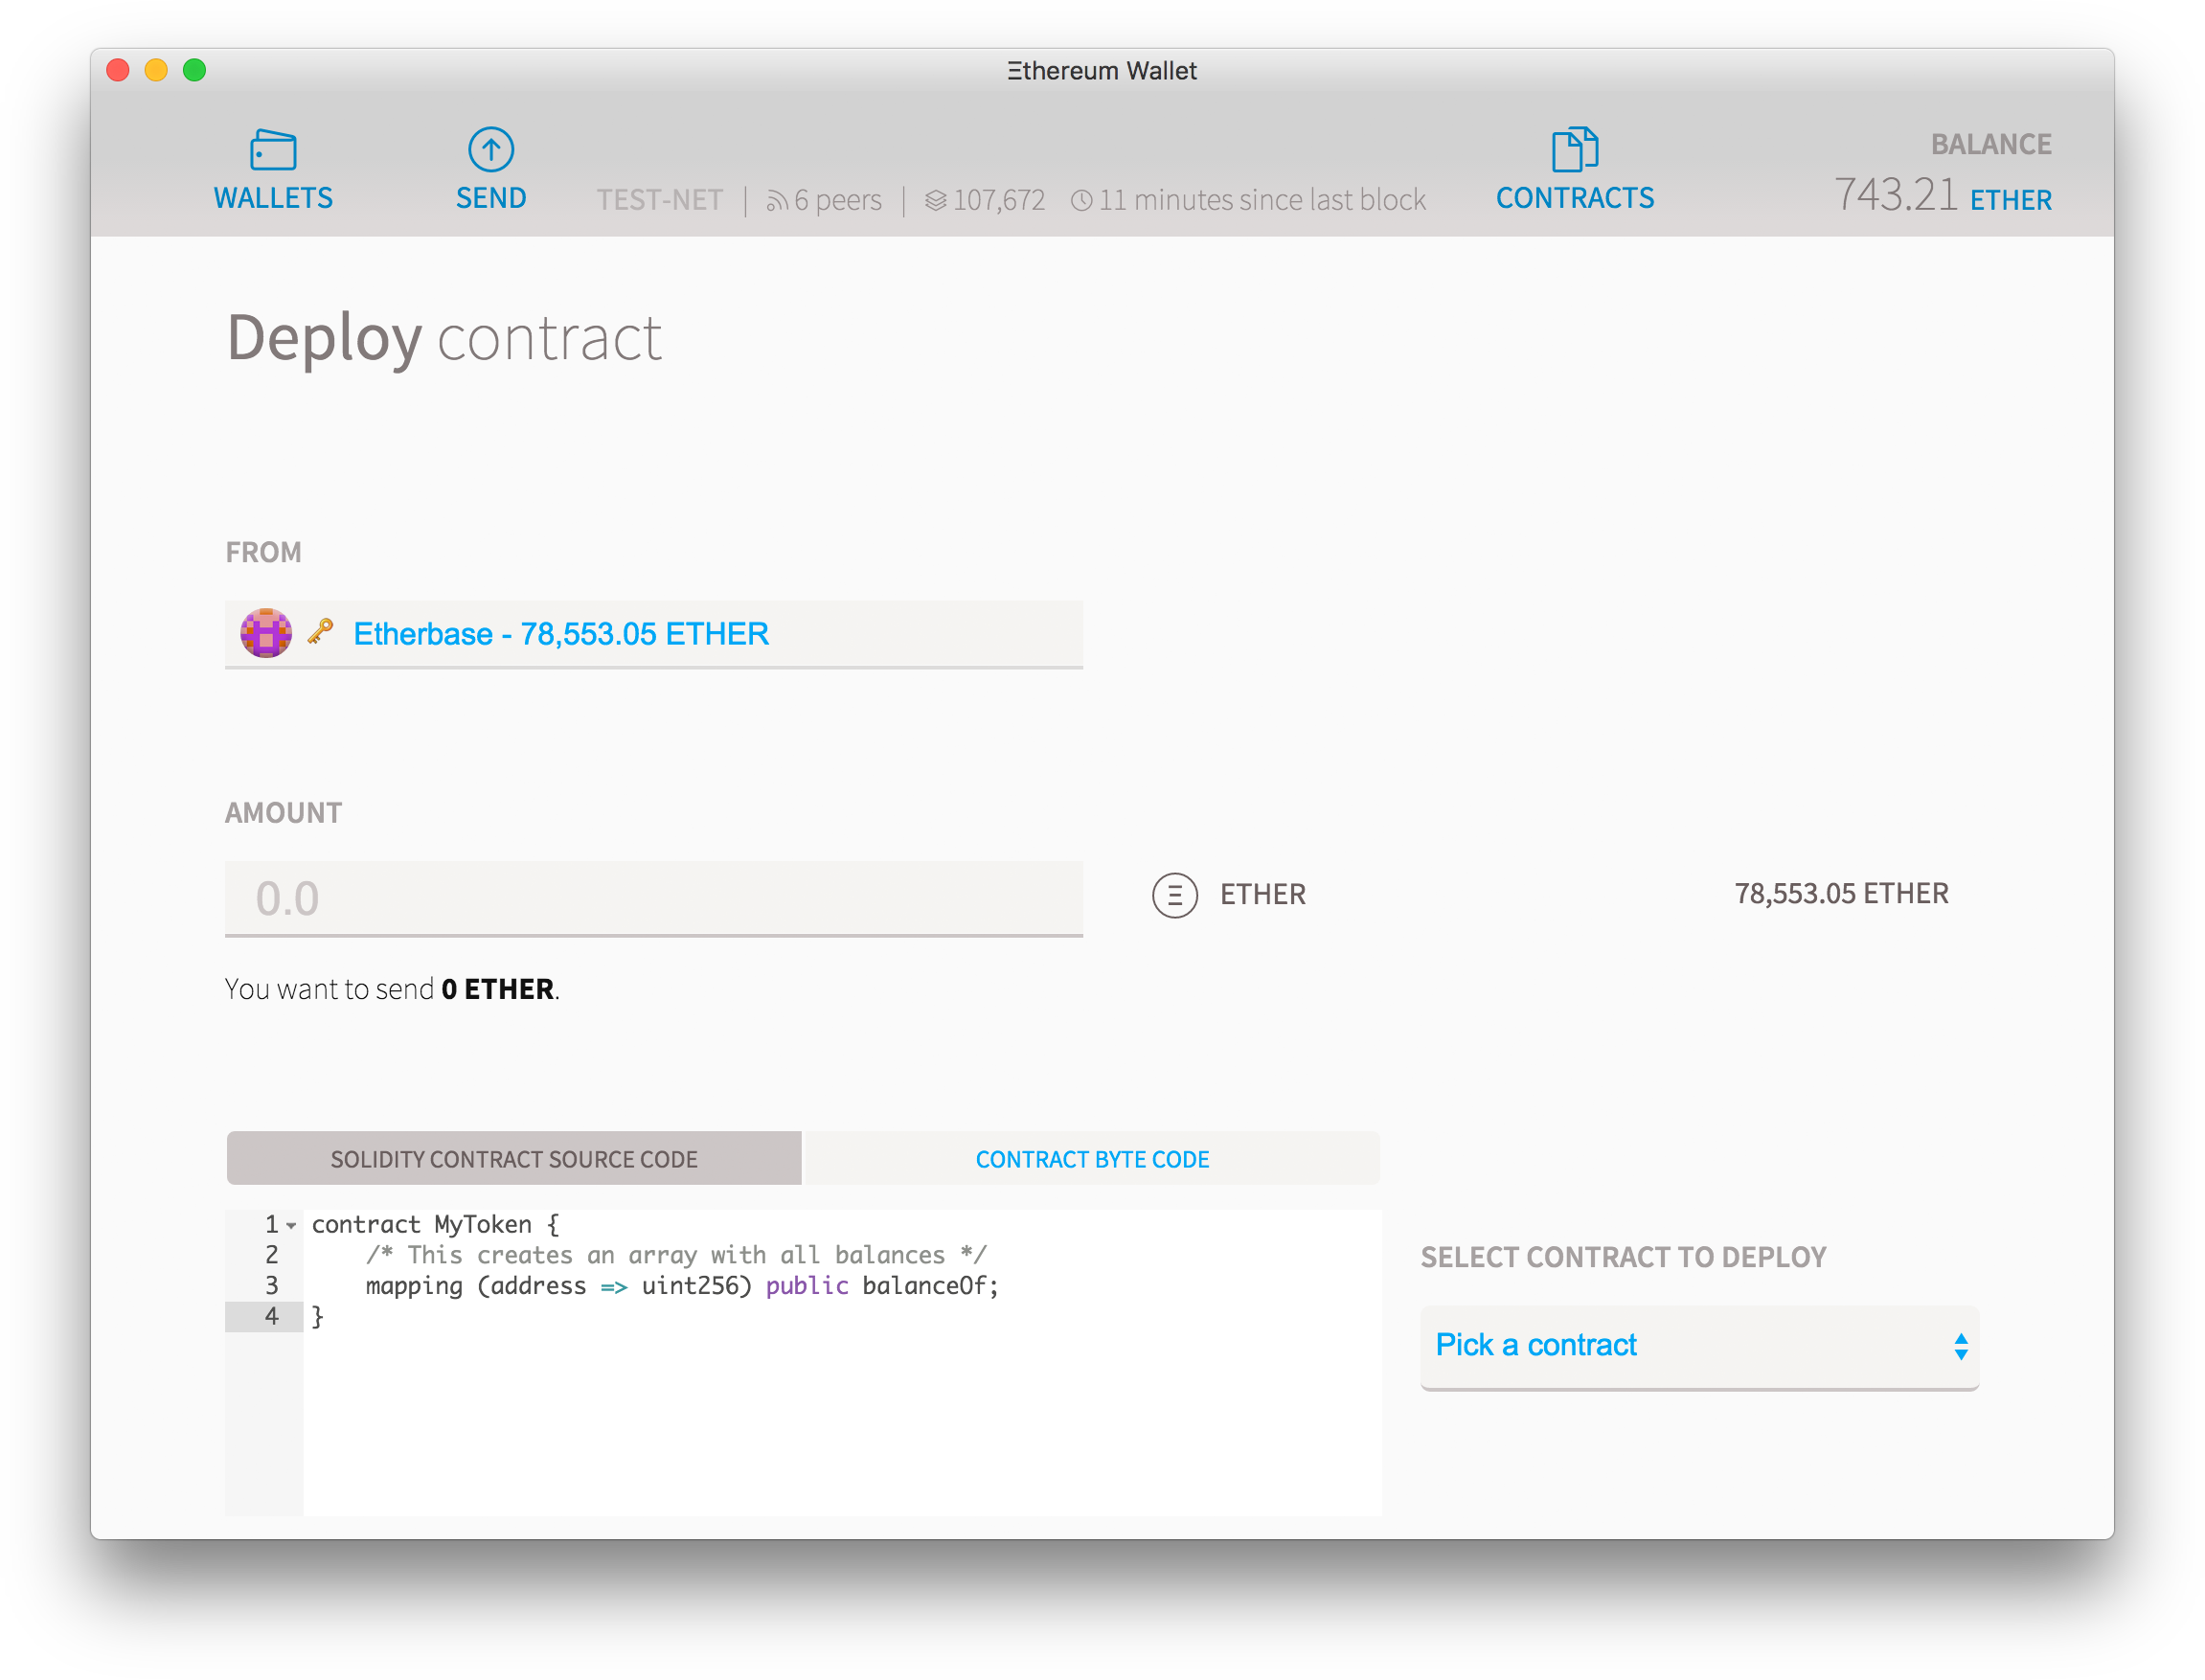 Ξthereum Wallet
WALLETS
SEND
TEST-NET | 6 peers | 107,672 11 minutes since last block
CONTRACTS
BALANCE
743.21 ETHER
Deploy contract
FROM
Etherbase - 78,553.05 ETHER
AMOUNT
0.0
Ξ ETHER
78,553.05 ETHER
You want to send 0 ETHER.
SOLIDITY CONTRACT SOURCE CODE
CONTRACT BYTE CODE
1 contract MyToken {
2     /* This creates an array with all balances */
3     mapping (address => uint256) public balanceOf;
4 }
SELECT CONTRACT TO DEPLOY
Pick a contract